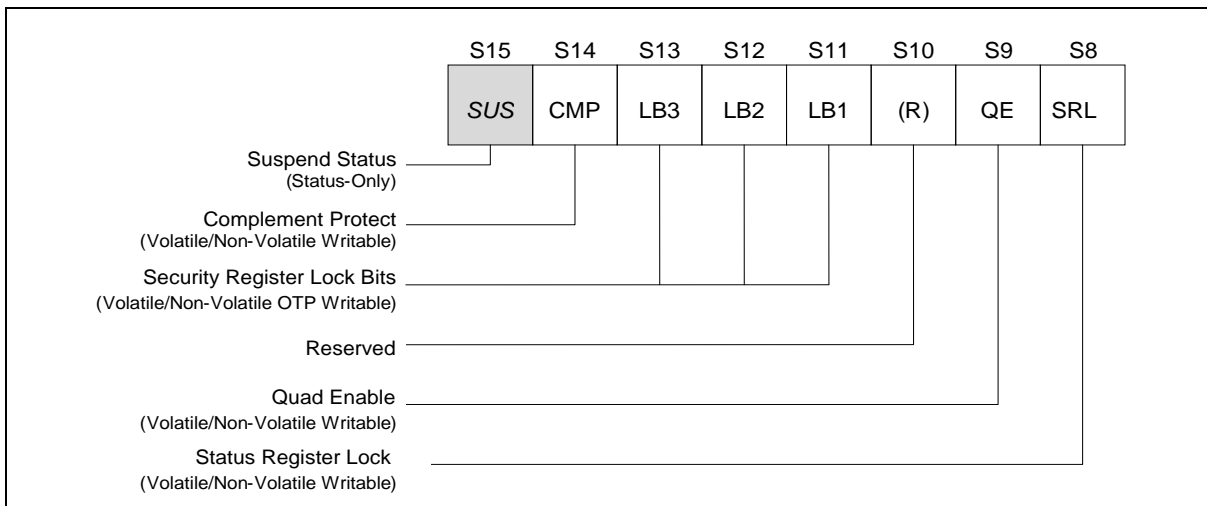 S15 S14 S13 S12 S11 S10 S9 S8
SUS CMP LB3 LB2 LB1 (R) QE SRL
Suspend Status
(Status-Only)
Complement Protect
(Volatile/Non-Volatile Writable)
Security Register Lock Bits
(Volatile/Non-Volatile OTP Writable)
Reserved
Quad Enable
(Volatile/Non-Volatile Writable)
Status Register Lock
(Volatile/Non-Volatile Writable)